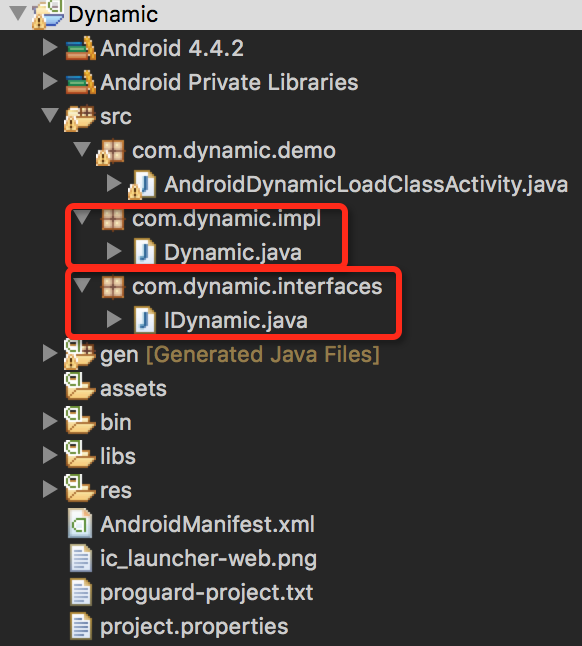 Dynamic
Android 4.4.2
Android Private Libraries
src
com.dynamic.demo
AndroidDynamicLoadClassActivity.java
com.dynamic.impl
Dynamic.java
com.dynamic.interfaces
IDynamic.java
gen [Generated Java Files]
assets
bin
libs
res
AndroidManifest.xml
ic_launcher-web.png
proguard-project.txt
project.properties